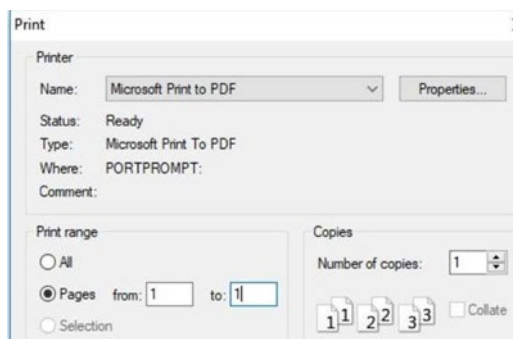 Print
Printer
Name: Microsoft Print to PDF Properties...
Status: Ready
Type: Microsoft Print To PDF
Where: PORTPROMPT:
Comment:
Print range
All
Pages from: 1 to: 1
Selection
Copies
Number of copies: 1
1 1 2 2 3 3 Collate